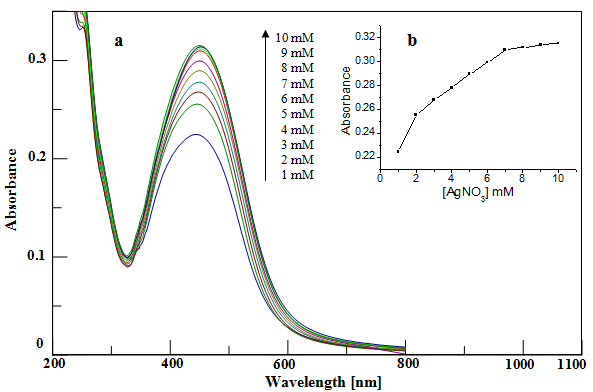 a
0.3
0.2
0.1
0
Absorbance
200
400
600
800
1000
1100
Wavelength [nm]
10 mM
9 mM
8 mM
7 mM
6 mM
5 mM
4 mM
3 mM
2 mM
1 mM
b
0.32
0.30
0.28
0.26
0.24
0.22
Absorbance
0
2
4
6
8
10
[AgNO3] mM